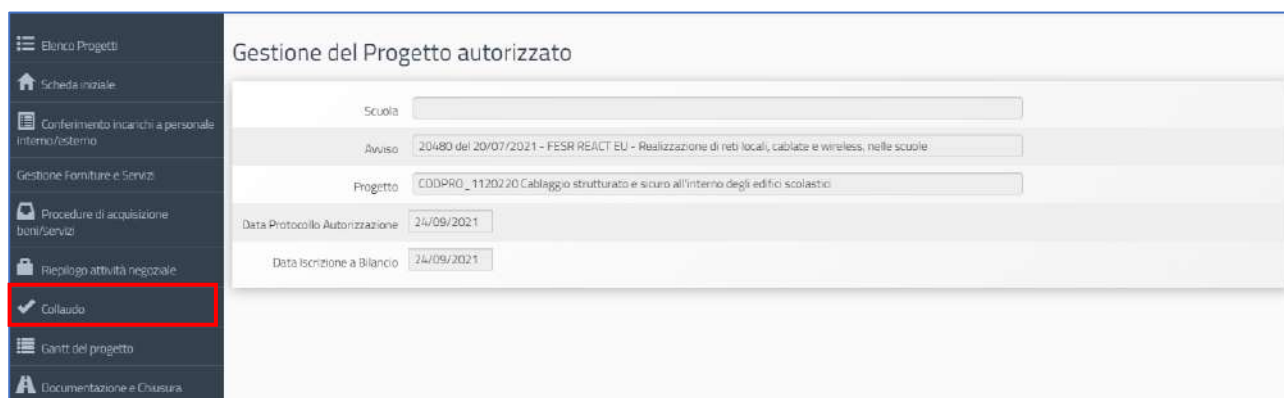 Elenco Progetti
Scheda iniziale
Conferimento incarichi a personale
interno/esterno
Gestione Forniture e Servizi
Procedure di acquisizione
beni/servizi
Riepilogo attività negoziale
Collaudo
Gantt del progetto
Documentazione e Chiusura
Gestione del Progetto autorizzato
Scuola
Avviso 20480 del 20/07/2021 - FESR REACT EU - Realizzazione di reti locali, cablate e wireless, nelle scuole
Progetto CODPRO_1120220 Cablaggio strutturato e sicuro all'interno degli edifici scolastici
Data Protocollo Autorizzazione 24/09/2021
Data Iscrizione a Bilancio 24/09/2021